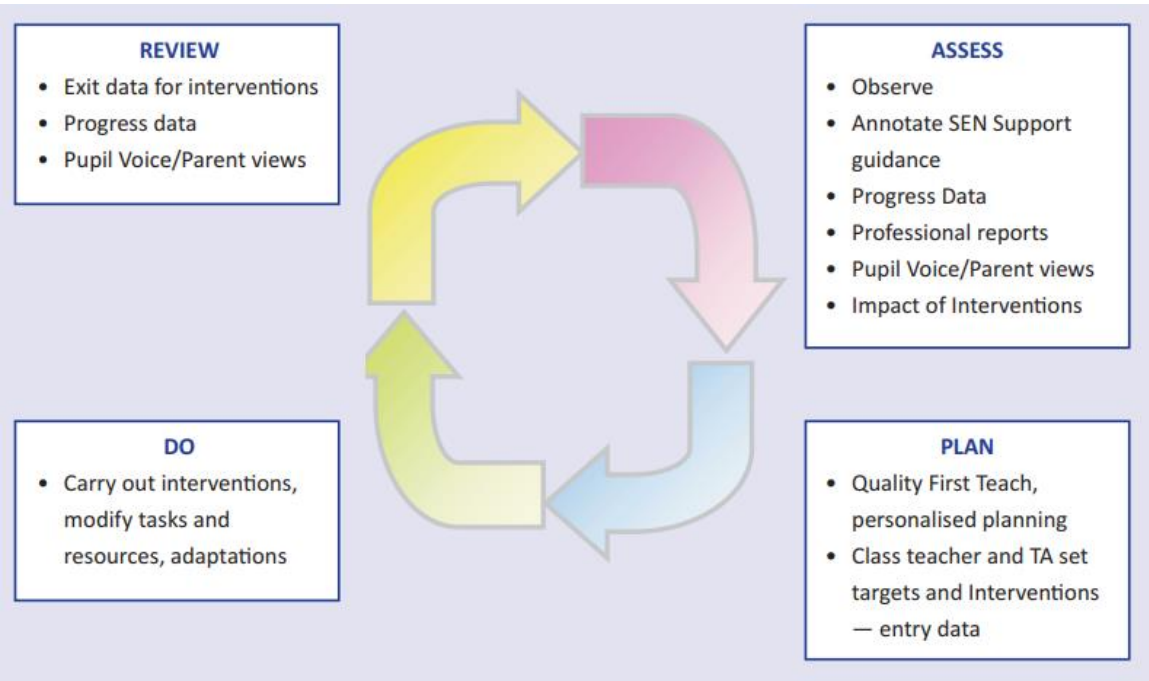 REVIEW
• Exit data for interventions
• Progress data
• Pupil Voice/Parent views
ASSESS
• Observe
• Annotate SEN Support
guidance
• Progress Data
• Professional reports
• Pupil Voice/Parent views
• Impact of Interventions
DO
• Carry out interventions,
modify tasks and
resources, adaptations
PLAN
• Quality First Teach,
personalised planning
• Class teacher and TA set
targets and Interventions
— entry data